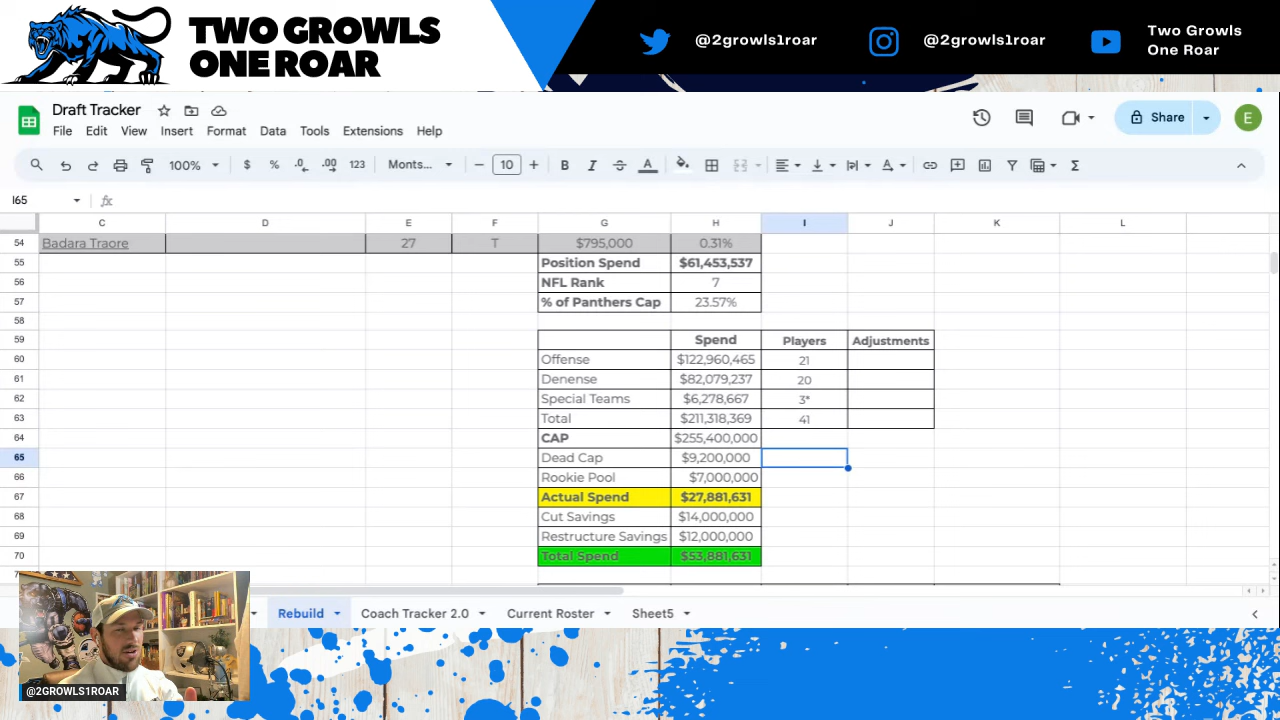 TWO GROWLS
ONE ROAR
@2growls1roar
@2growls1roar
Two Growls
One Roar
Draft Tracker
File Edit View Insert Format Data Tools Extensions Help
Share
E
100% $ % .0 .00 123 Monts... 10 B I S A
I65
fx
C D E F G H I J K L
54 Badara Traore 27 T $795,000 0.31%
55 Position Spend $61,453,537
56 NFL Rank 7
57 % of Panthers Cap 23.57%
58
59 Spend Players Adjustments
60 Offense $122,960,465 21
61 Denense $82,079,237 20
62 Special Teams $6,278,667 3*
63 Total $211,318,369 41
64 CAP $255,400,000
65 Dead Cap $9,200,000
66 Rookie Pool $7,000,000
67 Actual Spend $27,881,631
68 Cut Savings $14,000,000
69 Restructure Savings $12,000,000
70 Total Spend $53,881,631
Rebuild Coach Tracker 2.0 Current Roster Sheet5
@2GROWLS1ROAR